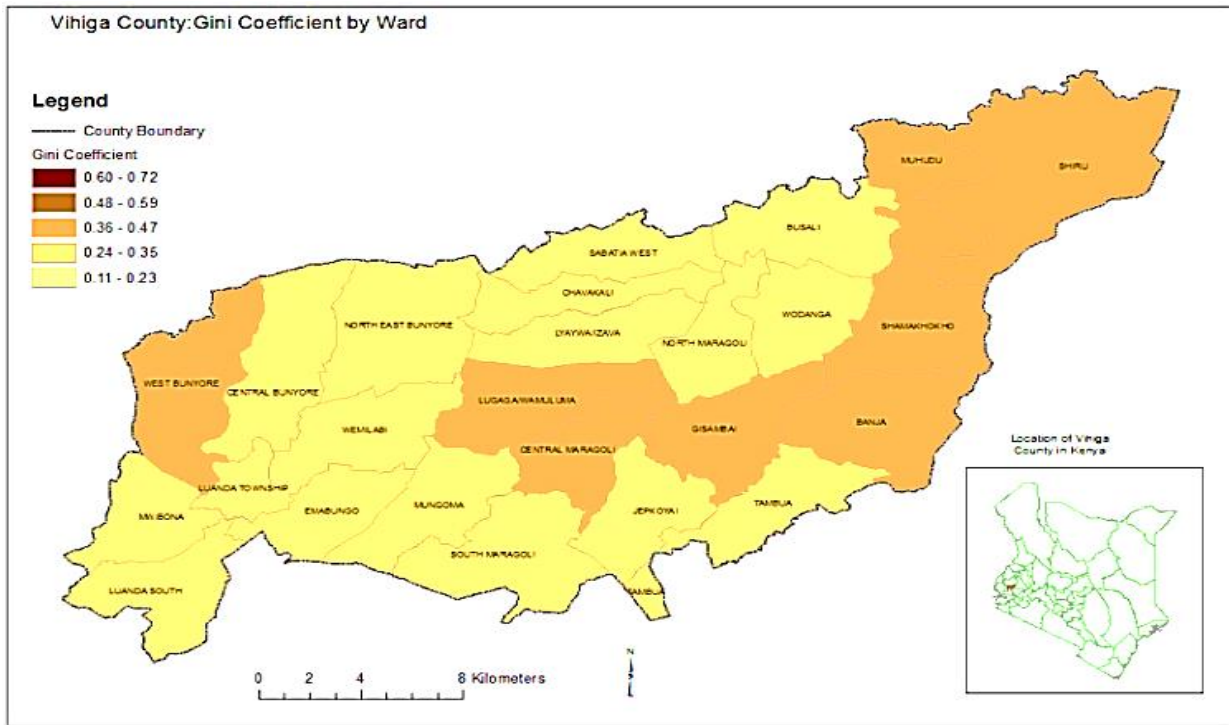 Vihiga County:Gini Coefficient by Ward
Legend
County Boundary
Gini Coefficient
0.60 - 0.72
0.48 - 0.59
0.36 - 0.47
0.24 - 0.35
0.11 - 0.23
MUHUDU
SHIRU
BUSALI
SABATIA WEST
CHAVAKALI
NORTH EAST BUNYORE
LYAYWA/IZAVA
WODANGA
SHAMAKHOKHO
NORTH MARAGOLI
WEST BUNYORE
CENTRAL BUNYORE
LUGAGA/WAMULUMA
WEMILABI
GISAMBAI
BANJA
CENTRAL MARAGOLI
LUANDA TOWNSHIP
MWIBONA
EMABUNGO
MUNGOMA
JEPKOYAI
TAMBUA
SOUTH MARAGOLI
LUANDA SOUTH
TAMBUA
Location of Vihiga
County in Kenya
N
0 2 4 8 Kilometers